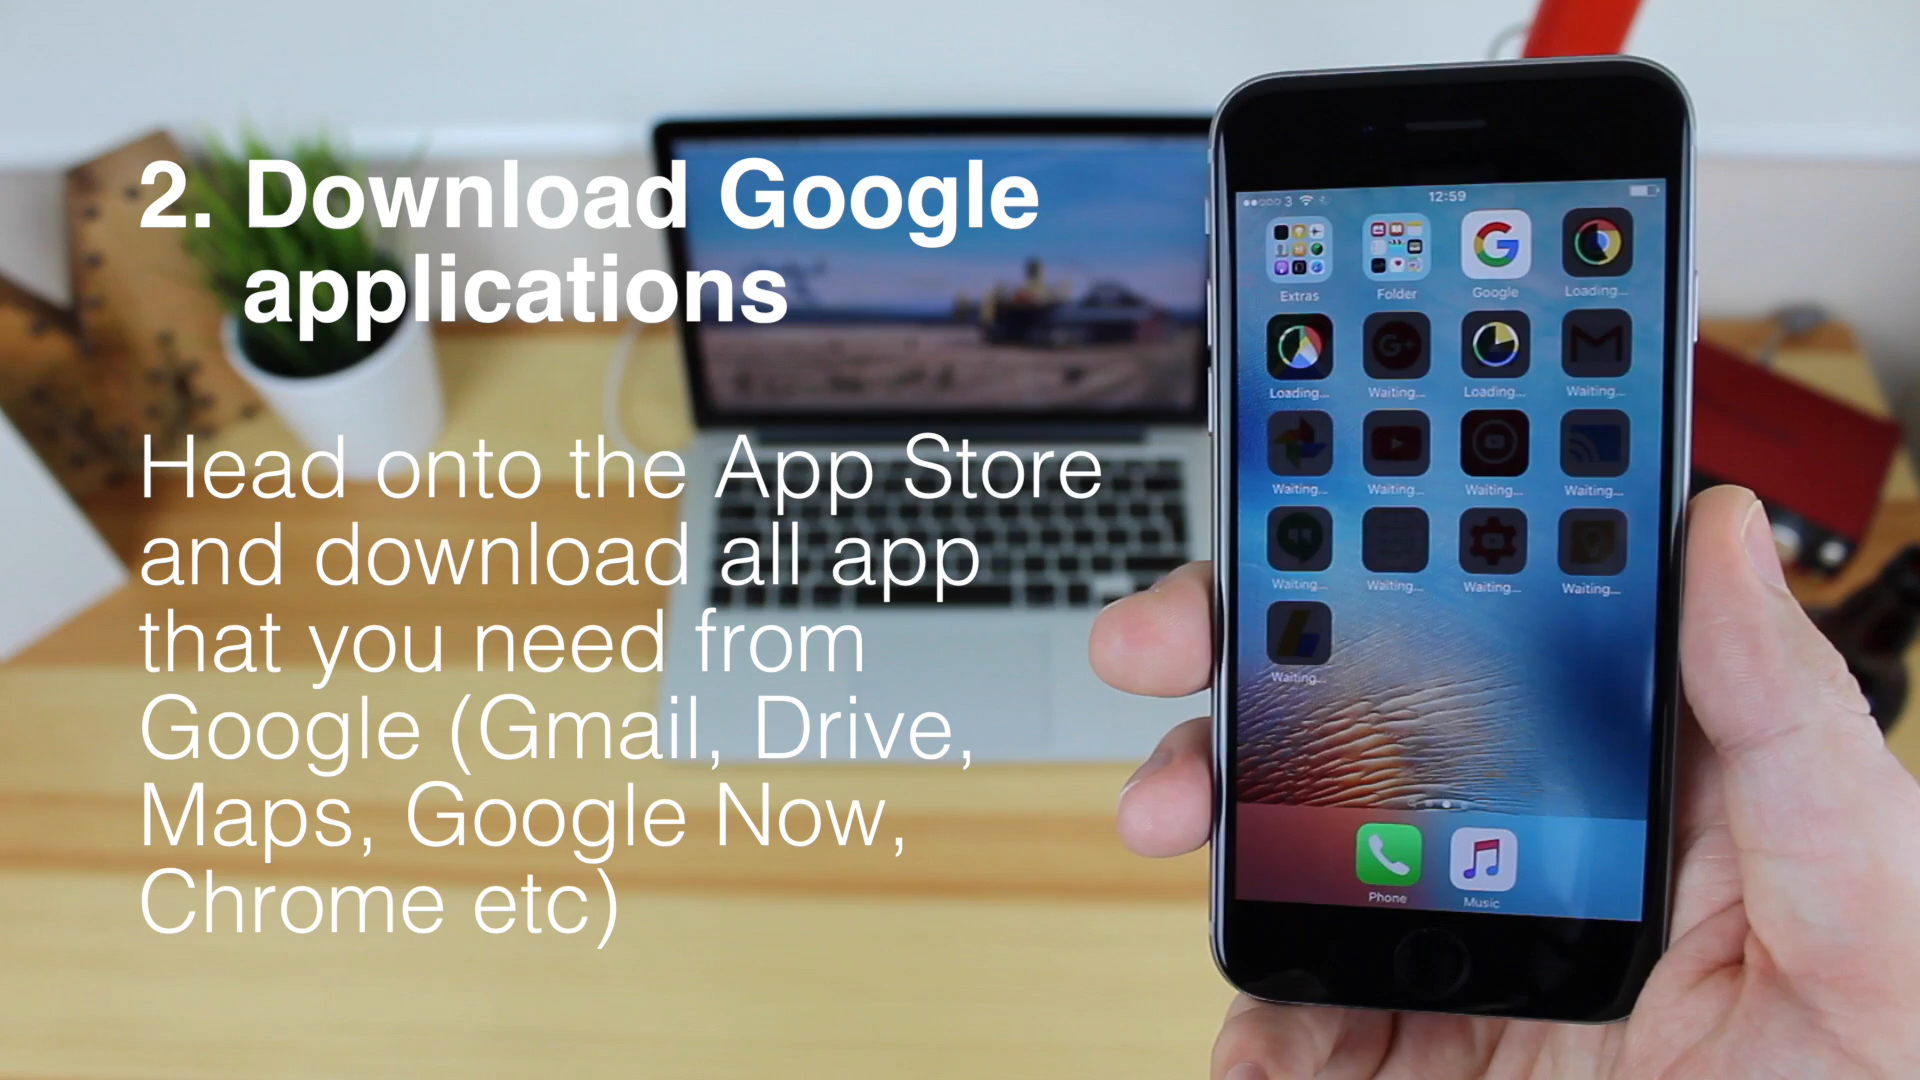 2. Download Google
applications
Head onto the App Store
and download all app
that you need from
Google (Gmail, Drive,
Maps, Google Now,
Chrome etc)
3 12:59
Extras Folder Google Loading...
Loading... Waiting... Loading... Waiting...
Waiting... Waiting... Waiting... Waiting...
Waiting... Waiting... Waiting... Waiting...
Waiting...
Phone Music